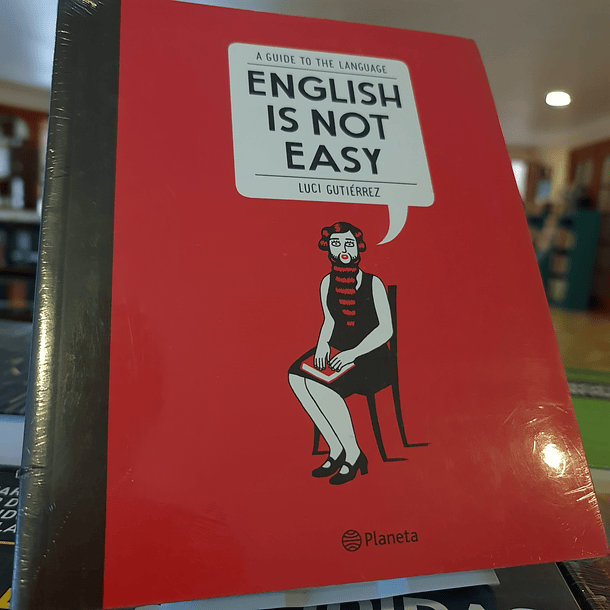 A GUIDE TO THE LANGUAGE
ENGLISH
IS NOT
EASY
LUCI GUTIÉRREZ
Planeta